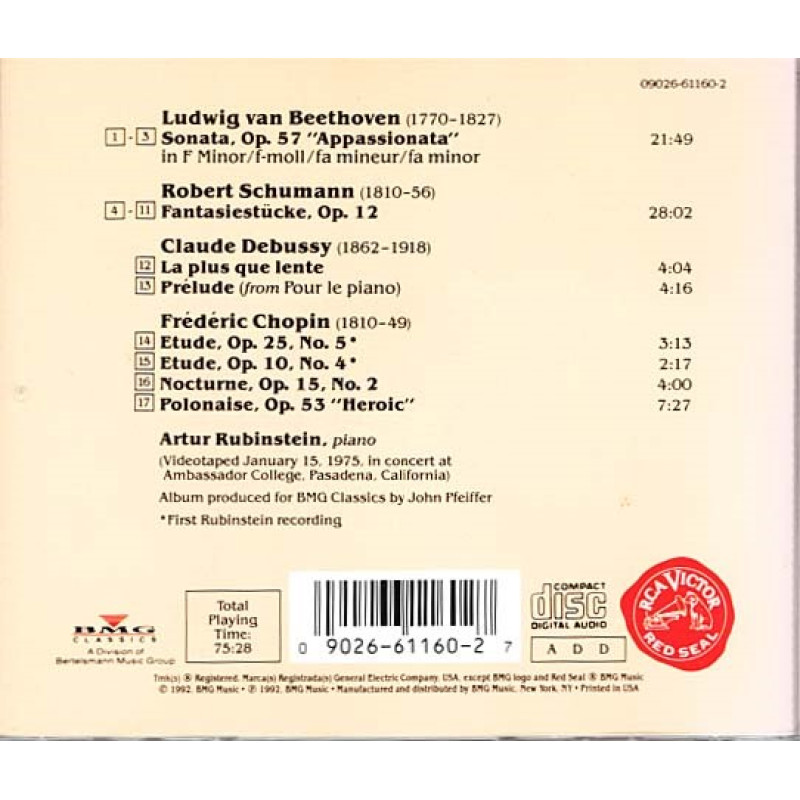 09026-61160-2
Ludwig van Beethoven (1770-1827)
1 - 3 Sonata, Op. 57 "Appassionata" 21:49
in F Minor/f-moll/fa mineur/fa minor
Robert Schumann (1810-56)
4 - 11 Fantasiestücke, Op. 12 28:02
Claude Debussy (1862-1918)
12 La plus que lente 4:04
13 Prélude (from Pour le piano) 4:16
Frédéric Chopin (1810-49)
14 Etude, Op. 25, No. 5* 3:13
15 Etude, Op. 10, No. 4* 2:17
16 Nocturne, Op. 15, No. 2 4:00
17 Polonaise, Op. 53 "Heroic" 7:27
Artur Rubinstein, piano
(Videotaped January 15, 1975, in concert at
Ambassador College, Pasadena, California)
Album produced for BMG Classics by John Pfeiffer
*First Rubinstein recording
BMG
CLASSICS
A Division of
Bertelsmann Music Group
Total
Playing
Time:
75:28
0 9026-61160-2 7
COMPACT
disc
DIGITAL AUDIO
A D D
RCA VICTOR
RED SEAL
Tmk(s) ® Registered. Marca(s) Registrada(s) General Electric Company, USA, except BMG logo and Red Seal ® BMG Music
© 1992, BMG Music • ℗ 1992, BMG Music • Manufactured and distributed by BMG Music, New York, NY • Printed in USA